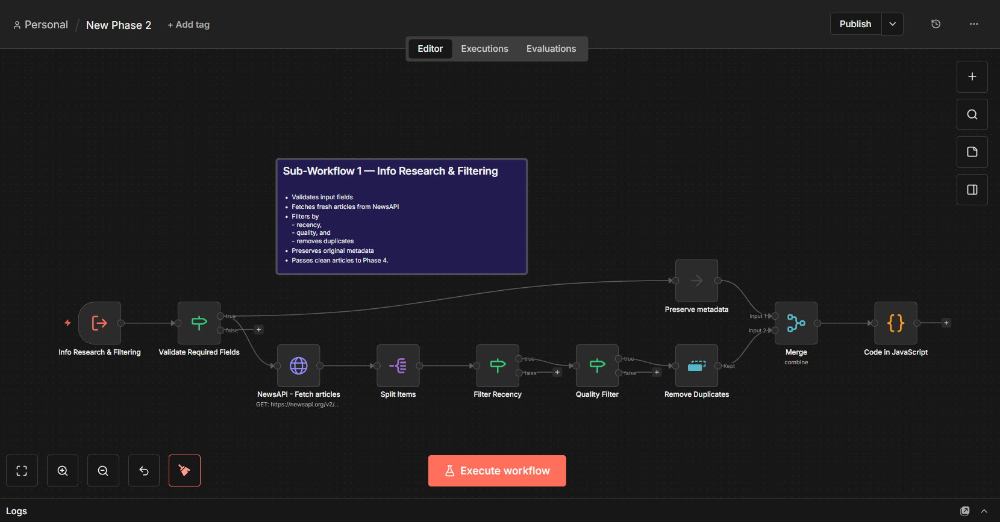 Personal / New Phase 2 + Add tag
Publish
Editor Executions Evaluations
Sub-Workflow 1 — Info Research & Filtering
• Validates input fields
• Fetches fresh articles from NewsAPI
• Filters by
- recency,
- quality, and
- removes duplicates
• Preserves original metadata
• Passes clean articles to Phase 4.
Preserve metadata
true
false
Info Research & Filtering
Validate Required Fields
NewsAPI - Fetch articles
GET: https://newsapi.org/v2/...
Split Items
true
false
Filter Recency
true
false
Quality Filter
Kept
Remove Duplicates
Input 1
Input 2
Merge
combine
{}
Code in JavaScript
Execute workflow
Logs